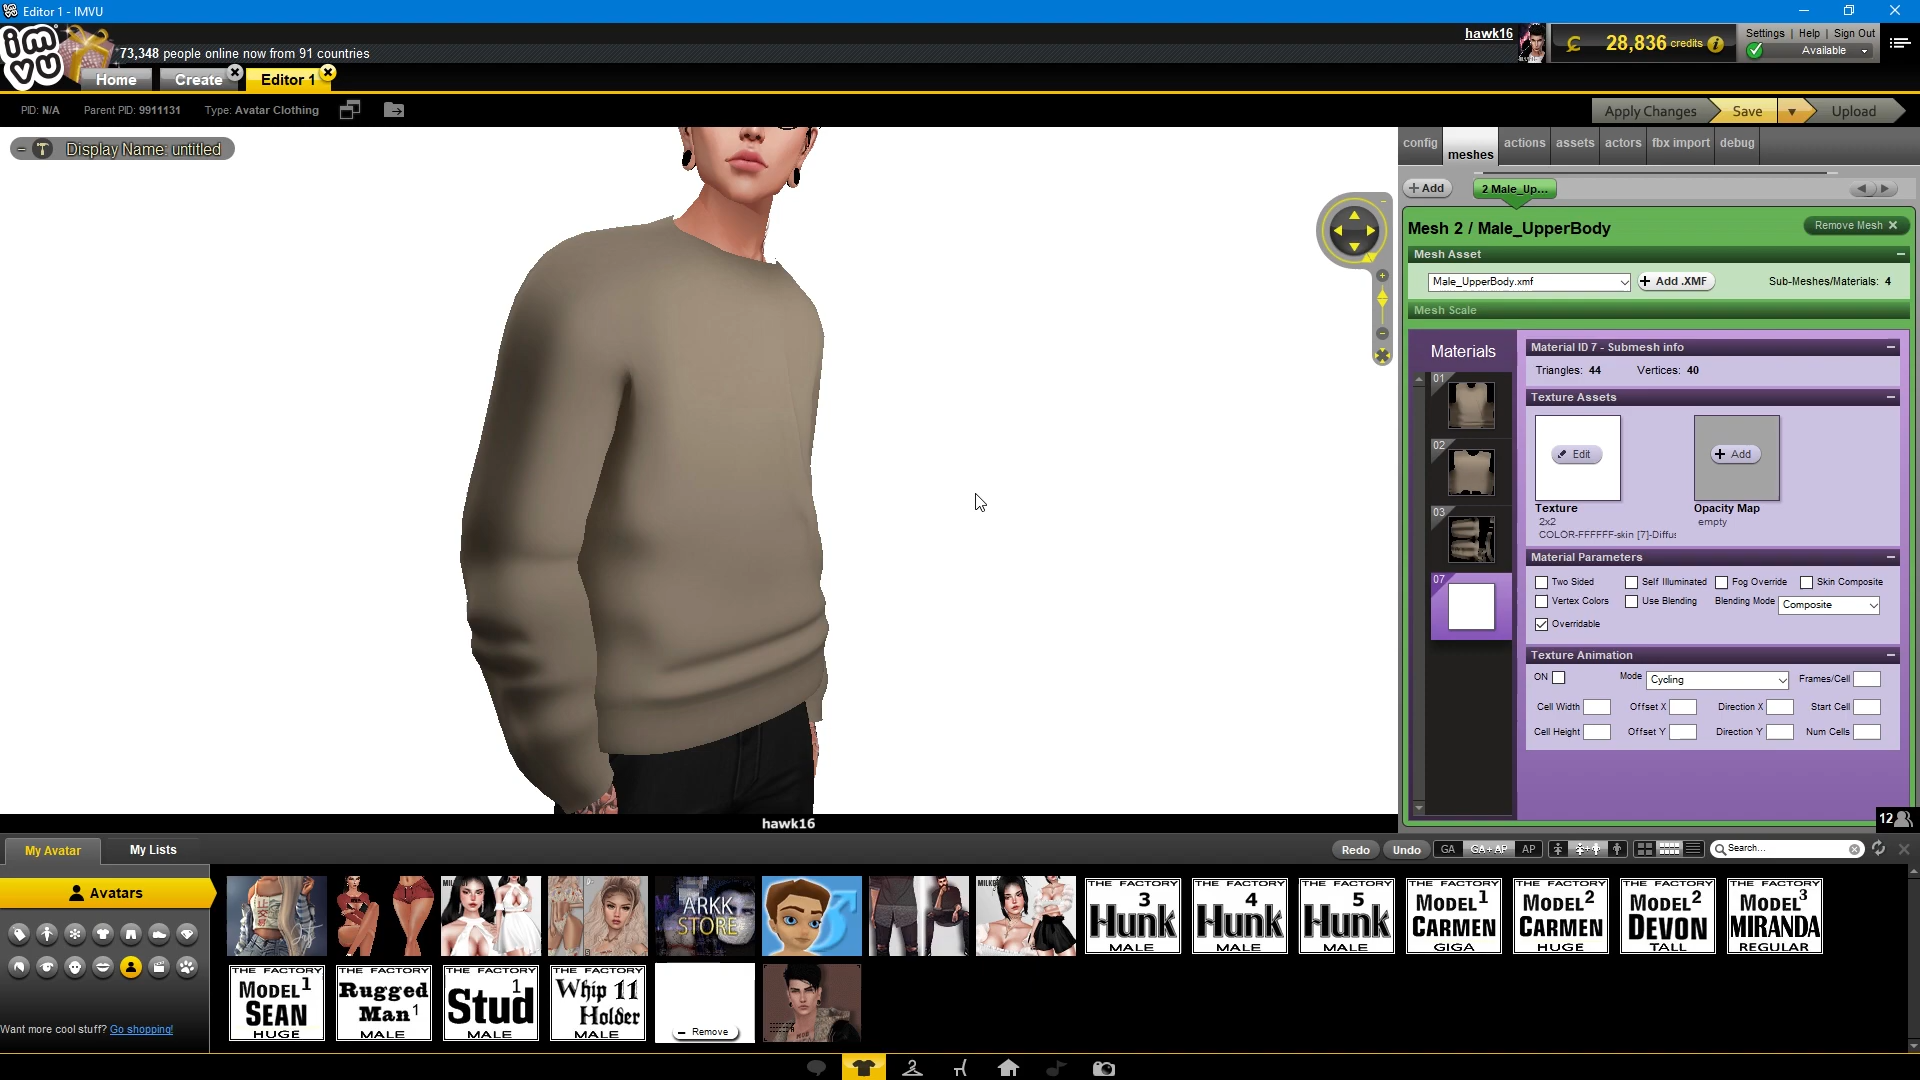 Editor 1 - IMVU
imvu
73,348 people online now from 91 countries
hawk16
28,836 credits
Settings | Help | Sign Out
Available
Home
Create
Editor 1
PID: N/A
Parent PID: 9911131
Type: Avatar Clothing
Apply Changes
Save
Upload
Display Name: untitled
config
meshes
actions
assets
actors
fbx import
debug
+ Add
2 Male_Up...
Mesh 2 / Male_UpperBody
Remove Mesh X
Mesh Asset
Male_UpperBody.xmf
+ Add .XMF
Sub-Meshes/Materials: 4
Mesh Scale
Materials
01
02
03
07
Material ID 7 - Submesh info
Triangles: 44
Vertices: 40
Texture Assets
Edit
+ Add
Texture
2x2
COLOR-FFFFFF-skin [7]-Diffus
Opacity Map
empty
Material Parameters
Two Sided
Self Illuminated
Fog Override
Skin Composite
Vertex Colors
Use Blending
Blending Mode
Composite
Overridable
Texture Animation
ON
Mode
Cycling
Frames/Cell
Cell Width
Offset X
Direction X
Start Cell
Cell Height
Offset Y
Direction Y
Num Cells
12
hawk16
My Avatar
My Lists
Redo
Undo
GA
GA+AP
AP
Search...
Avatars
Want more cool stuff? Go shopping!
ARKK
STORE
THE FACTORY
3
Hunk
MALE
THE FACTORY
4
Hunk
MALE
THE FACTORY
5
Hunk
MALE
THE FACTORY
MODEL 1
CARMEN
GIGA
THE FACTORY
MODEL 2
CARMEN
HUGE
THE FACTORY
MODEL 2
DEVON
TALL
THE FACTORY
MODEL 3
MIRANDA
REGULAR
THE FACTORY
MODEL 1
SEAN
HUGE
THE FACTORY
Rugged
Man 1
MALE
THE FACTORY
1
Stud
MALE
THE FACTORY
Whip 11
Holder
MALE
Remove